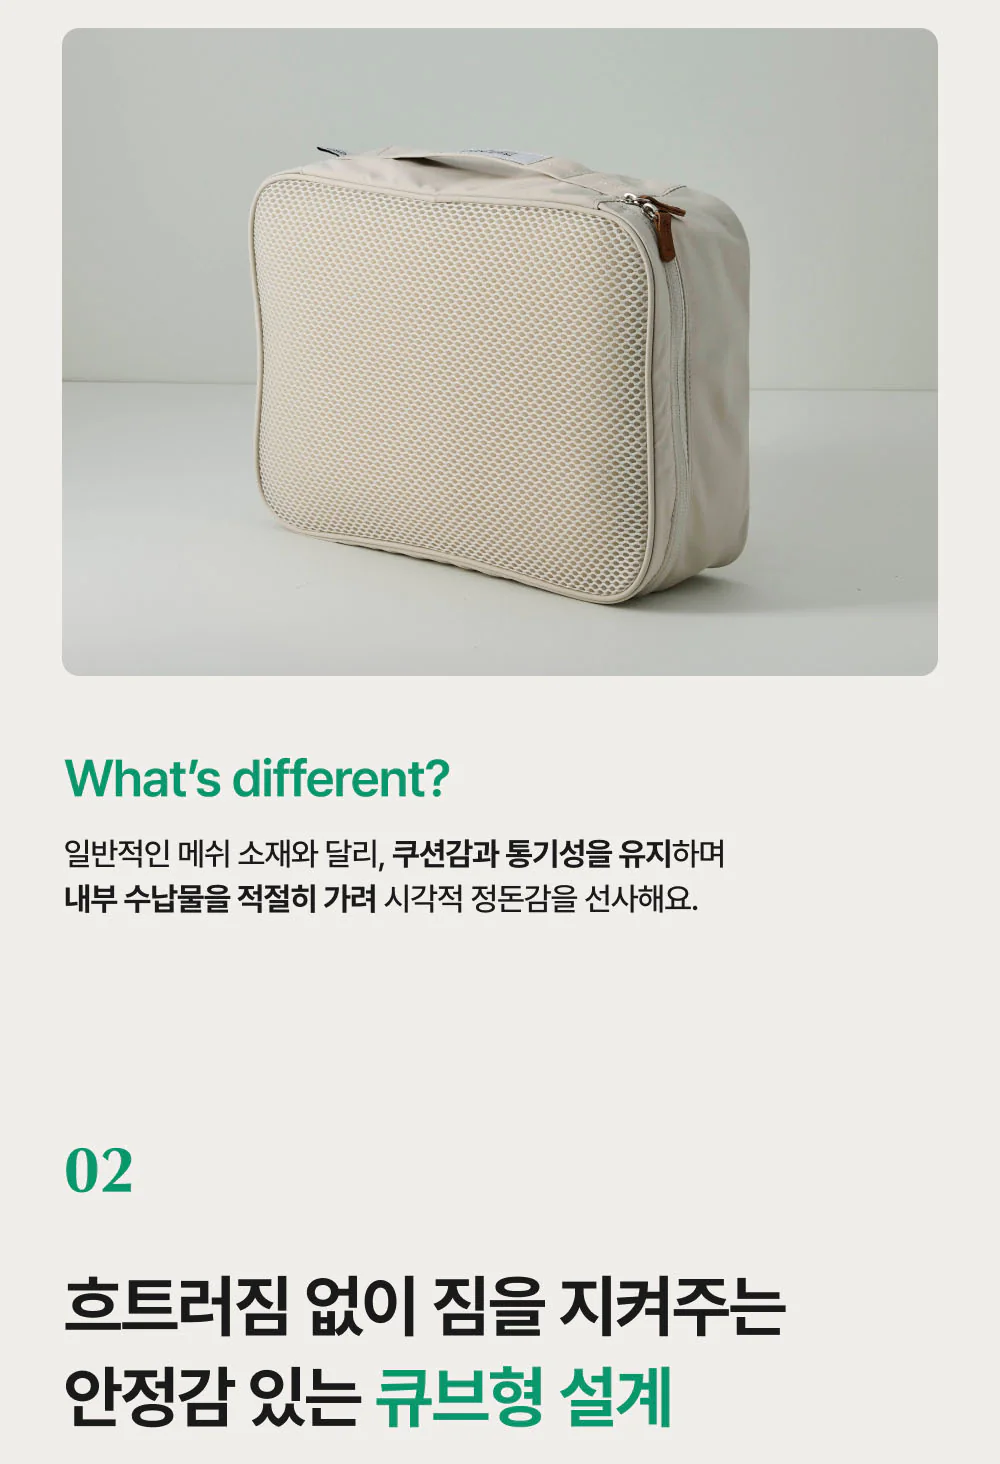 What's different?
일반적인 메쉬 소재와 달리, 쿠션감과 통기성을 유지하며
내부 수납물을 적절히 가려 시각적 정돈감을 선사해요.
02
흐트러짐 없이 짐을 지켜주는
안정감 있는 큐브형 설계